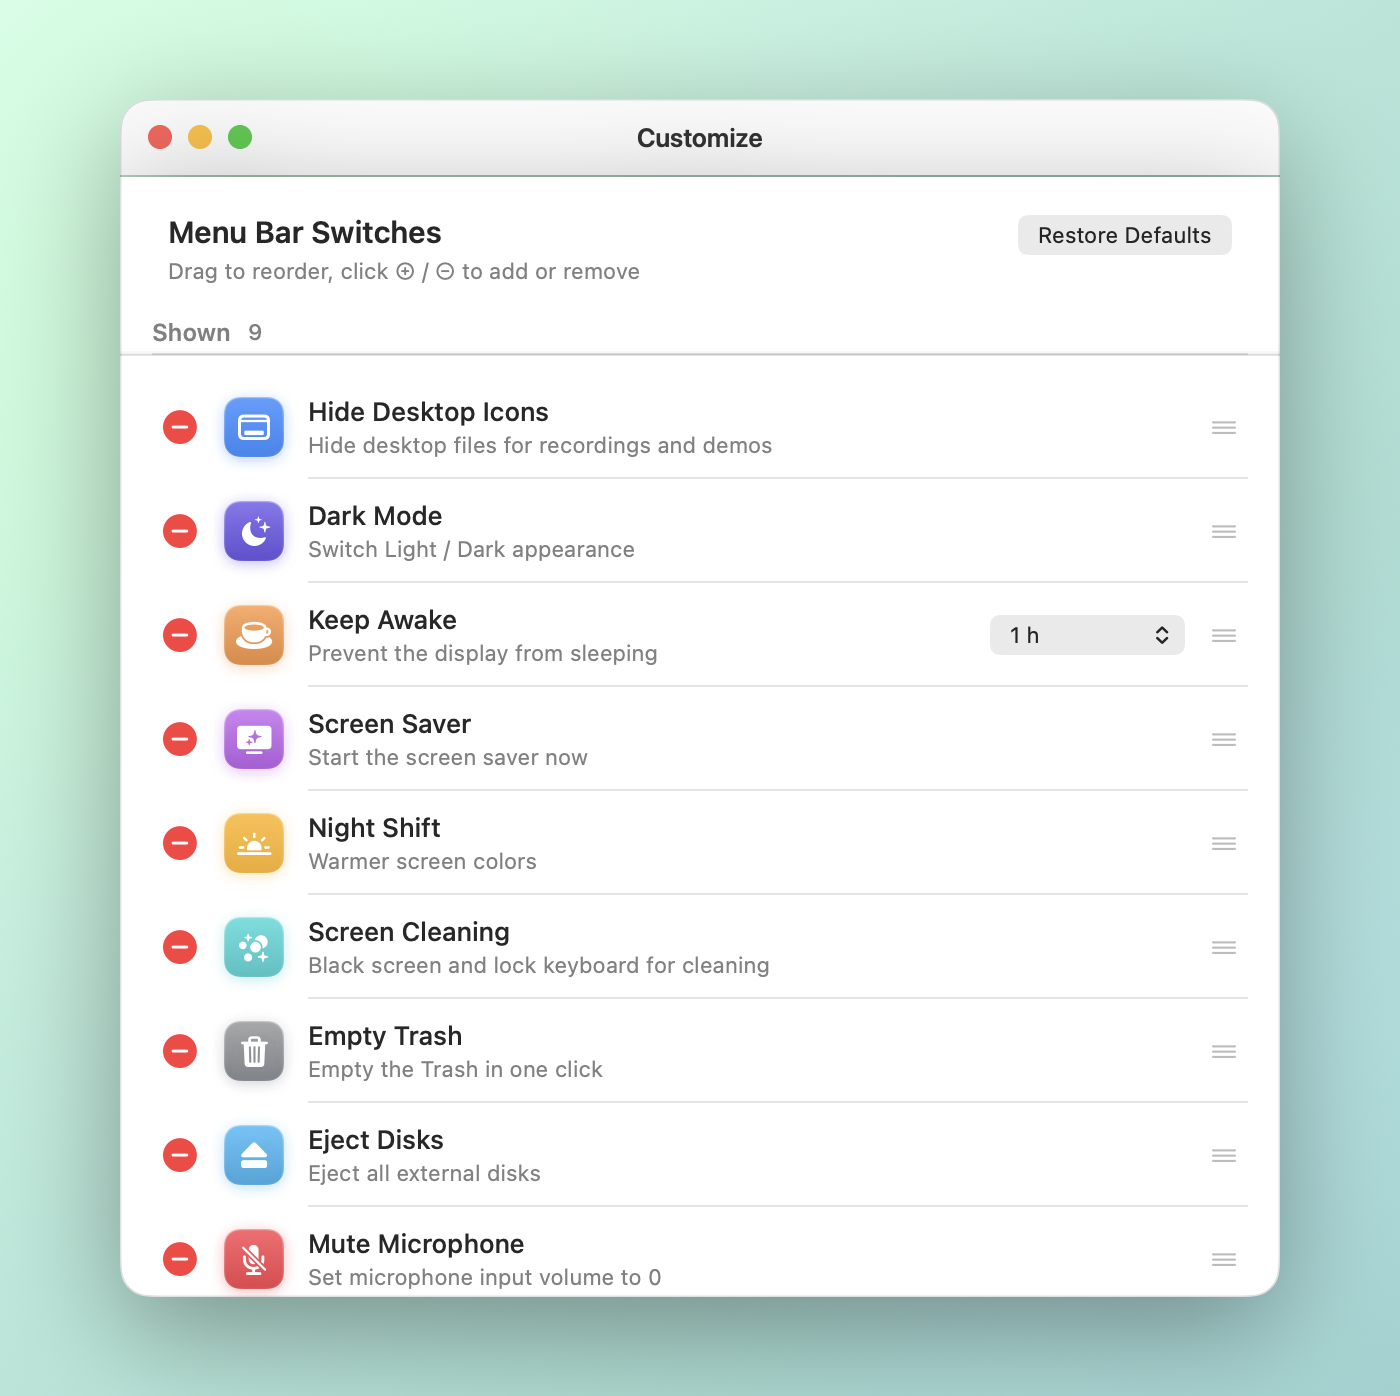 Customize
Menu Bar Switches
Restore Defaults
Drag to reorder, click ⊕ / ⊖ to add or remove
Shown 9
Hide Desktop Icons
Hide desktop files for recordings and demos
Dark Mode
Switch Light / Dark appearance
Keep Awake
1 h
Prevent the display from sleeping
Screen Saver
Start the screen saver now
Night Shift
Warmer screen colors
Screen Cleaning
Black screen and lock keyboard for cleaning
Empty Trash
Empty the Trash in one click
Eject Disks
Eject all external disks
Mute Microphone
Set microphone input volume to 0